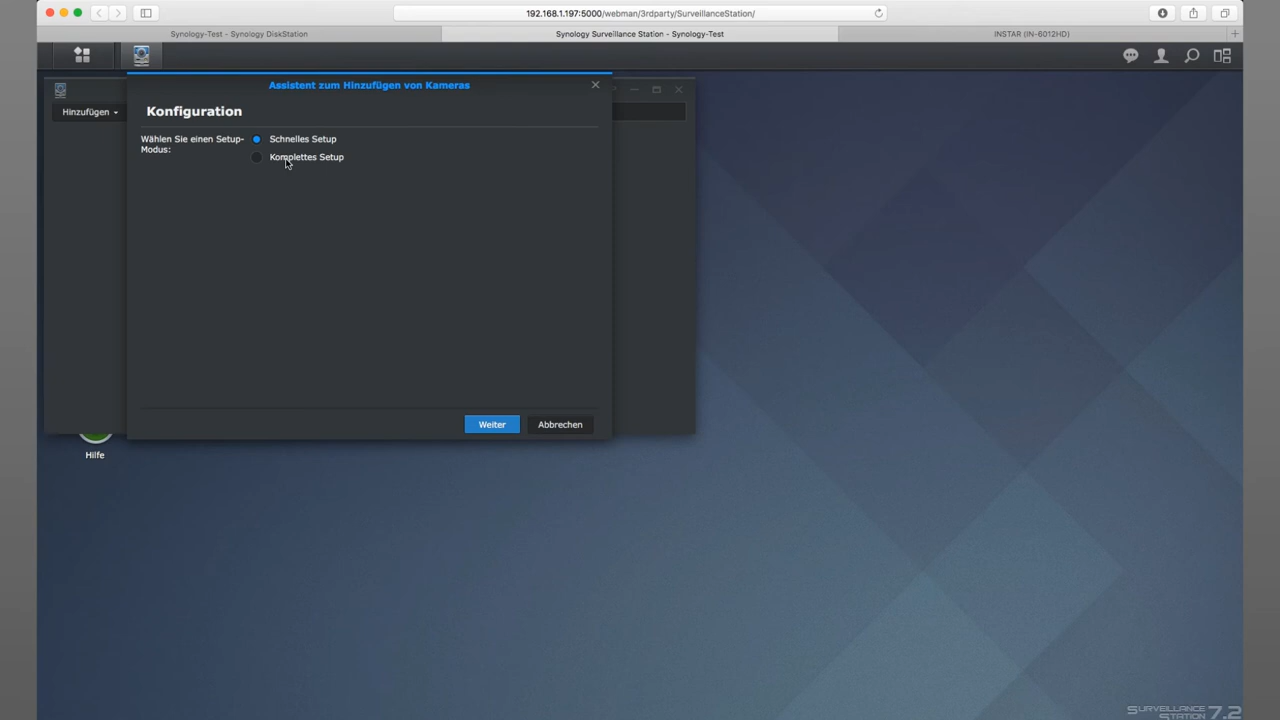 192.168.1.197:5000/webman/3rdparty/SurveillanceStation/
Synology-Test - Synology DiskStation
Synology Surveillance Station - Synology-Test
INSTAR (IN-6012HD)
Assistent zum Hinzufügen von Kameras
Hinzufügen
Konfiguration
Wählen Sie einen Setup-
Modus:
Schnelles Setup
Komplettes Setup
Weiter
Abbrechen
Hilfe
SURVEILLANCE
STATION 7.2